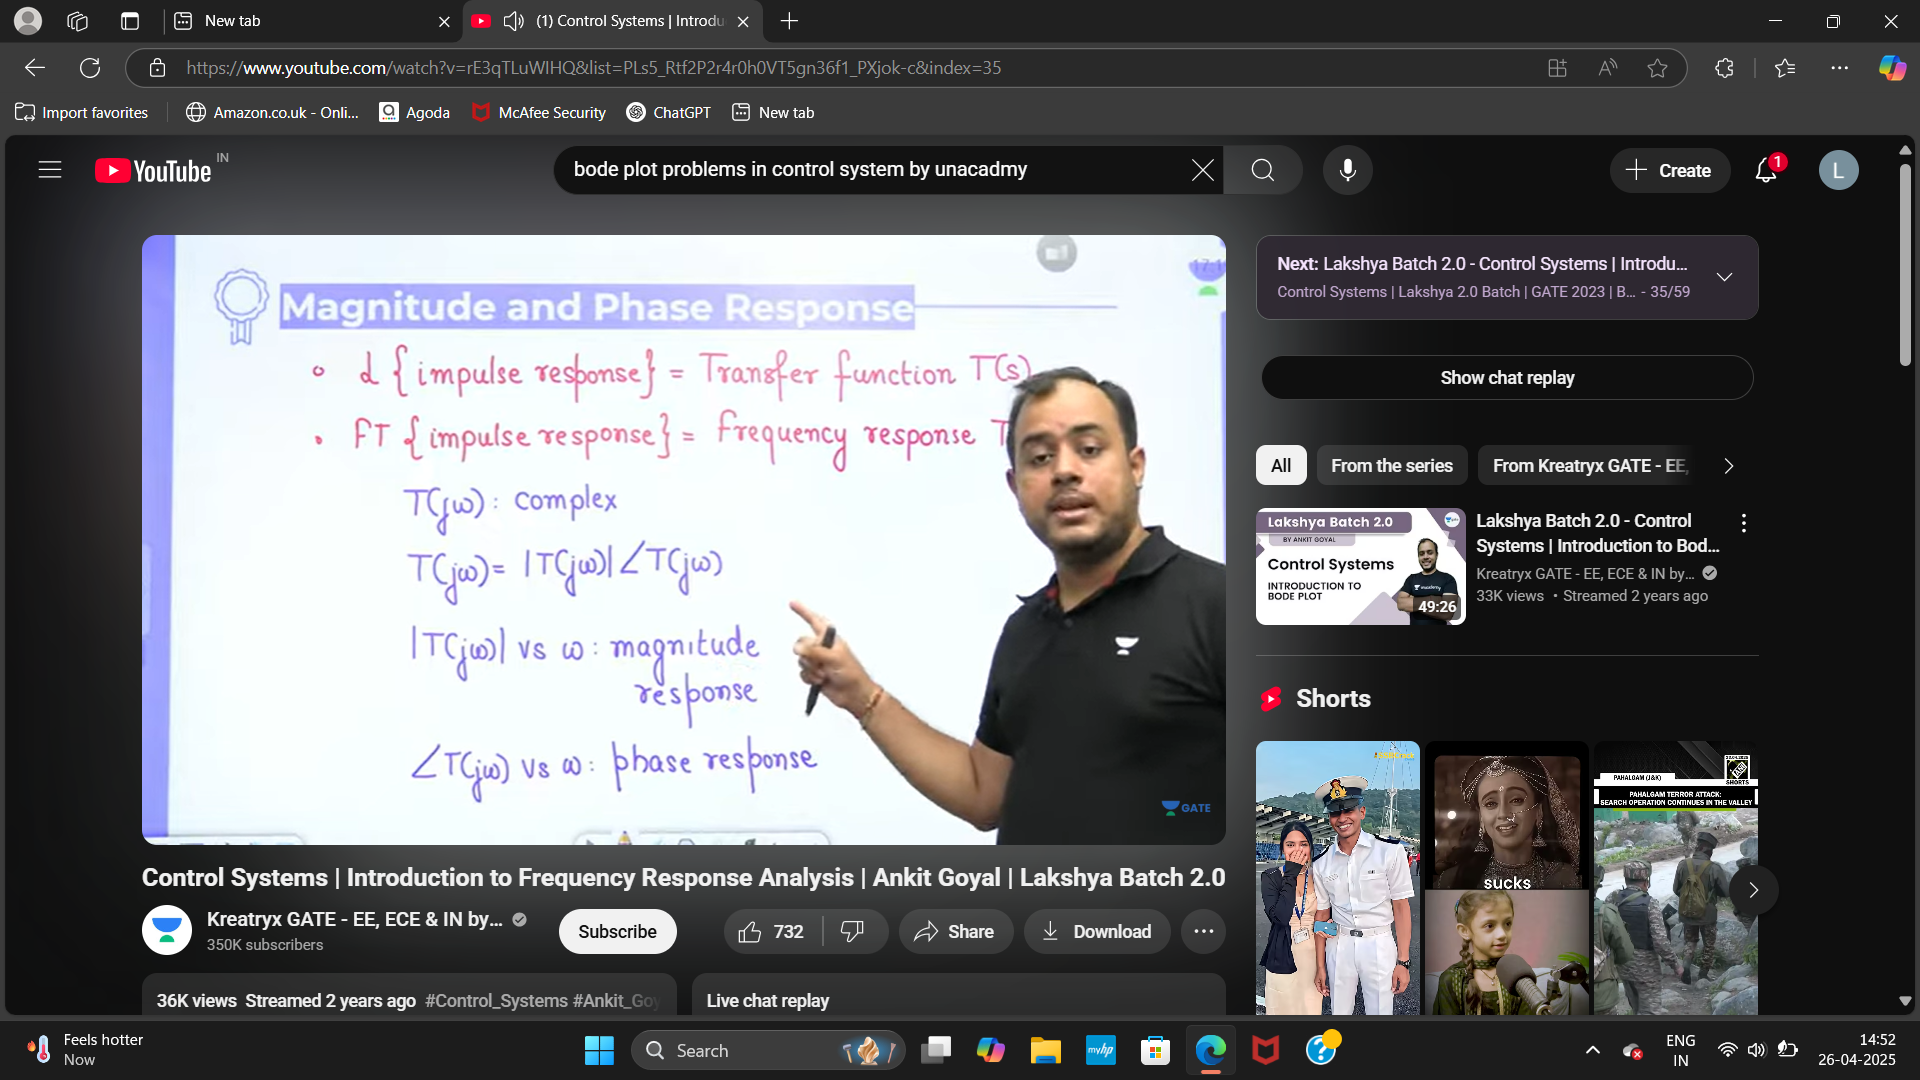 New tab
(1) Control Systems | Introdu
https://www.youtube.com/watch?v=rE3qTLuWIHQ&list=PLs5_Rtf2P2r4r0h0VT5gn36f1_PXjok-c&index=35
Import favorites
Amazon.co.uk - Onli...
Agoda
McAfee Security
ChatGPT
New tab
YouTube IN
bode plot problems in control system by unacadmy
Create
1
L
Magnitude and Phase Response
d { impulse response} = Transfer function T(s)
FT { impulse response} = frequency response T
T(jω) : complex
T(jω) = |T(jω)| ∠T(jω)
|T(jω)| vs ω : magnitude
response
∠T(jω) vs ω : phase response
GATE
Control Systems | Introduction to Frequency Response Analysis | Ankit Goyal | Lakshya Batch 2.0
Kreatryx GATE - EE, ECE & IN by...
350K subscribers
Subscribe
732
Share
Download
36K views Streamed 2 years ago #Control_Systems #Ankit_Goy
Live chat replay
Next: Lakshya Batch 2.0 - Control Systems | Introdu...
Control Systems | Lakshya 2.0 Batch | GATE 2023 | B... - 35/59
Show chat replay
All
From the series
From Kreatryx GATE - EE,
Lakshya Batch 2.0
BY ANKIT GOYAL
Control Systems
INTRODUCTION TO
BODE PLOT
49:26
Lakshya Batch 2.0 - Control
Systems | Introduction to Bod...
Kreatryx GATE - EE, ECE & IN by...
33K views • Streamed 2 years ago
Shorts
sucks
PAHALGAM (J&K)
SHORTS
PAHALGAM TERROR ATTACK:
SEARCH OPERATION CONTINUES IN THE VALLEY
Feels hotter
Now
Search
myhp
ENG
IN
14:52
26-04-2025